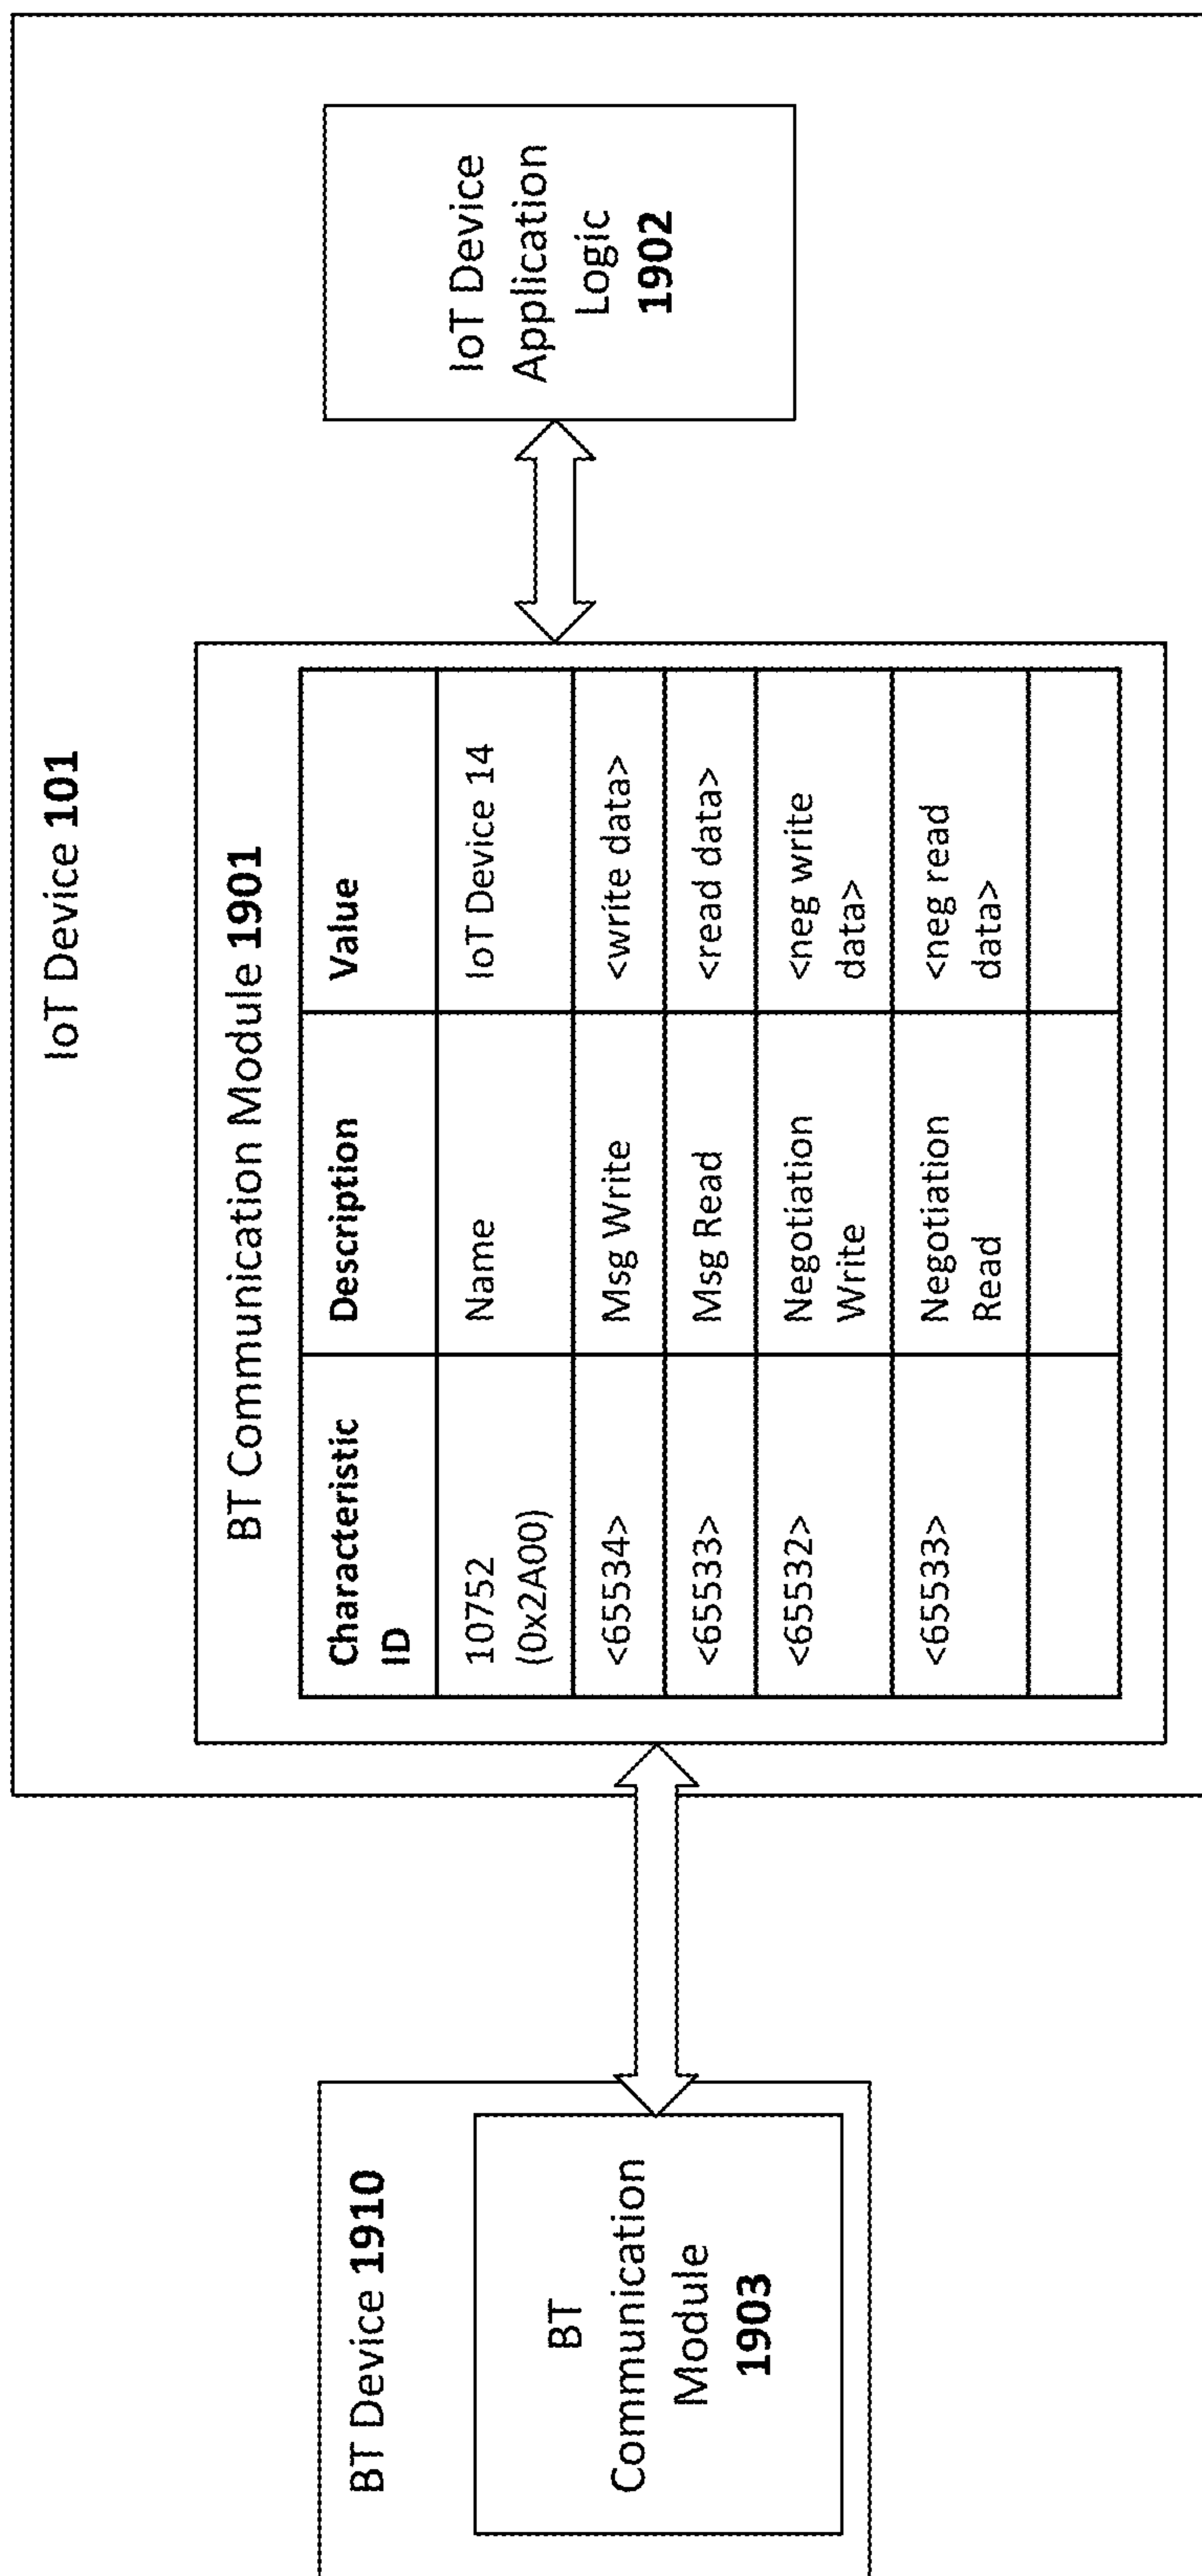 IoT Device 101
BT Communication Module 1901
Characteristic
ID
Description
Value
10752
(0x2A00)
Name
IoT Device 14
<65534>
Msg Write
<write data>
<65533>
Msg Read
<read data>
<65532>
Negotiation
Write
<neg write
data>
<65533>
Negotiation
Read
<neg read
data>
IoT Device
Application
Logic
1902
BT Device 1910
BT
Communication
Module
1903